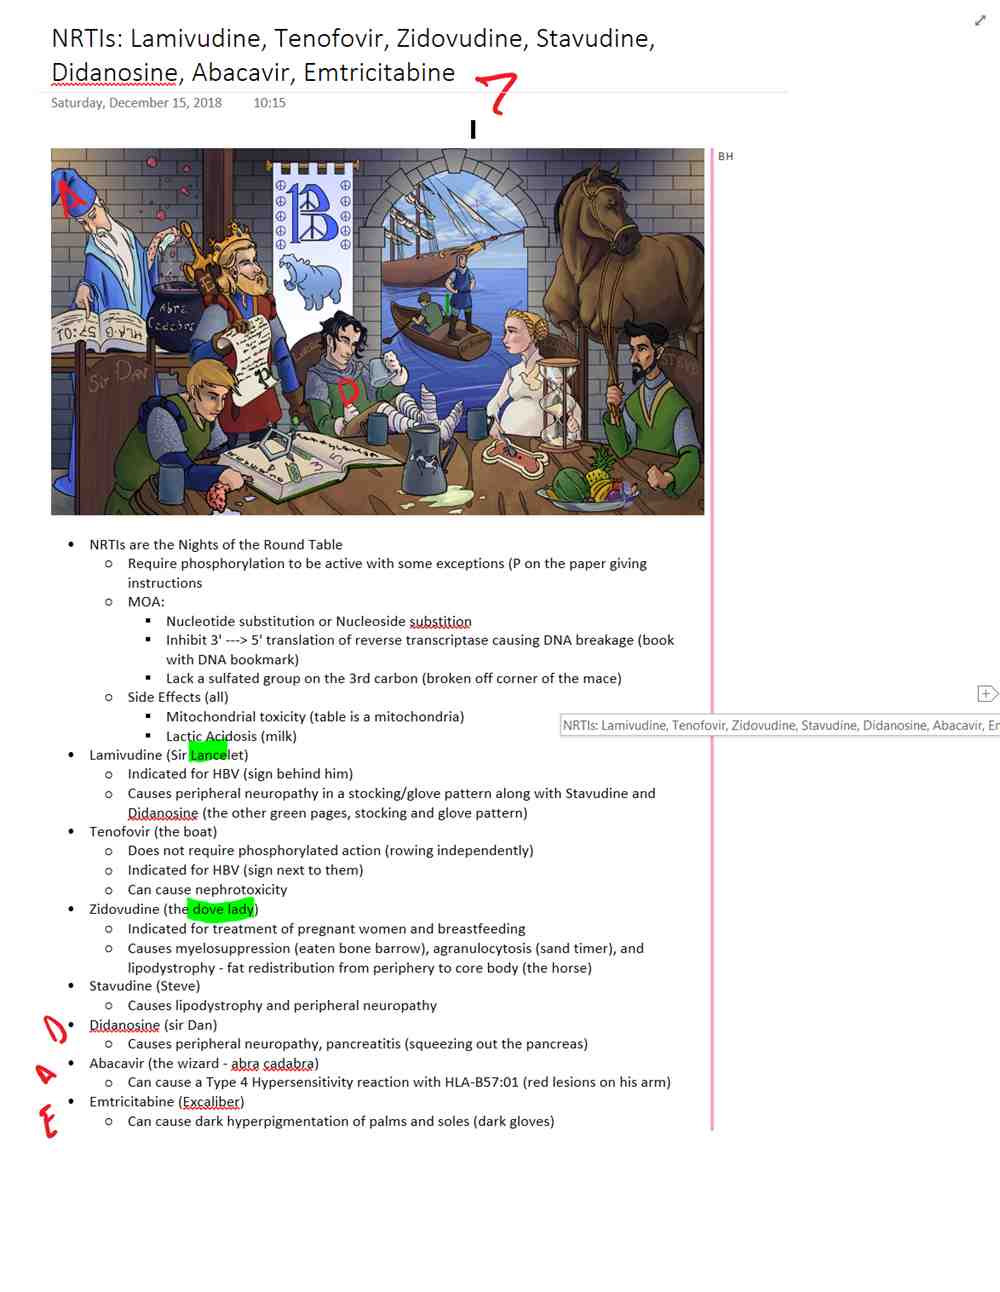 NRTIs: Lamivudine, Tenofovir, Zidovudine, Stavudine,
Didanosine, Abacavir, Emtricitabine
7
Saturday, December 15, 2018 10:15
BH
A
B
Abra
Cadabra
HLA-B 57:01
Sir Dan
P
D
E
• NRTIs are the Nights of the Round Table
o Require phosphorylation to be active with some exceptions (P on the paper giving
instructions
o MOA:
▪ Nucleotide substitution or Nucleoside substition
▪ Inhibit 3' ---> 5' translation of reverse transcriptase causing DNA breakage (book
with DNA bookmark)
▪ Lack a sulfated group on the 3rd carbon (broken off corner of the mace)
o Side Effects (all)
▪ Mitochondrial toxicity (table is a mitochondria)
▪ Lactic Acidosis (milk)
NRTIs: Lamivudine, Tenofovir, Zidovudine, Stavudine, Didanosine, Abacavir, Er
• Lamivudine (Sir Lancelet)
o Indicated for HBV (sign behind him)
o Causes peripheral neuropathy in a stocking/glove pattern along with Stavudine and
Didanosine (the other green pages, stocking and glove pattern)
• Tenofovir (the boat)
o Does not require phosphorylated action (rowing independently)
o Indicated for HBV (sign next to them)
o Can cause nephrotoxicity
• Zidovudine (the dove lady)
o Indicated for treatment of pregnant women and breastfeeding
o Causes myelosuppression (eaten bone barrow), agranulocytosis (sand timer), and
lipodystrophy - fat redistribution from periphery to core body (the horse)
• Stavudine (Steve)
o Causes lipodystrophy and peripheral neuropathy
D • Didanosine (sir Dan)
o Causes peripheral neuropathy, pancreatitis (squeezing out the pancreas)
A • Abacavir (the wizard - abra cadabra)
o Can cause a Type 4 Hypersensitivity reaction with HLA-B57:01 (red lesions on his arm)
E • Emtricitabine (Excaliber)
o Can cause dark hyperpigmentation of palms and soles (dark gloves)